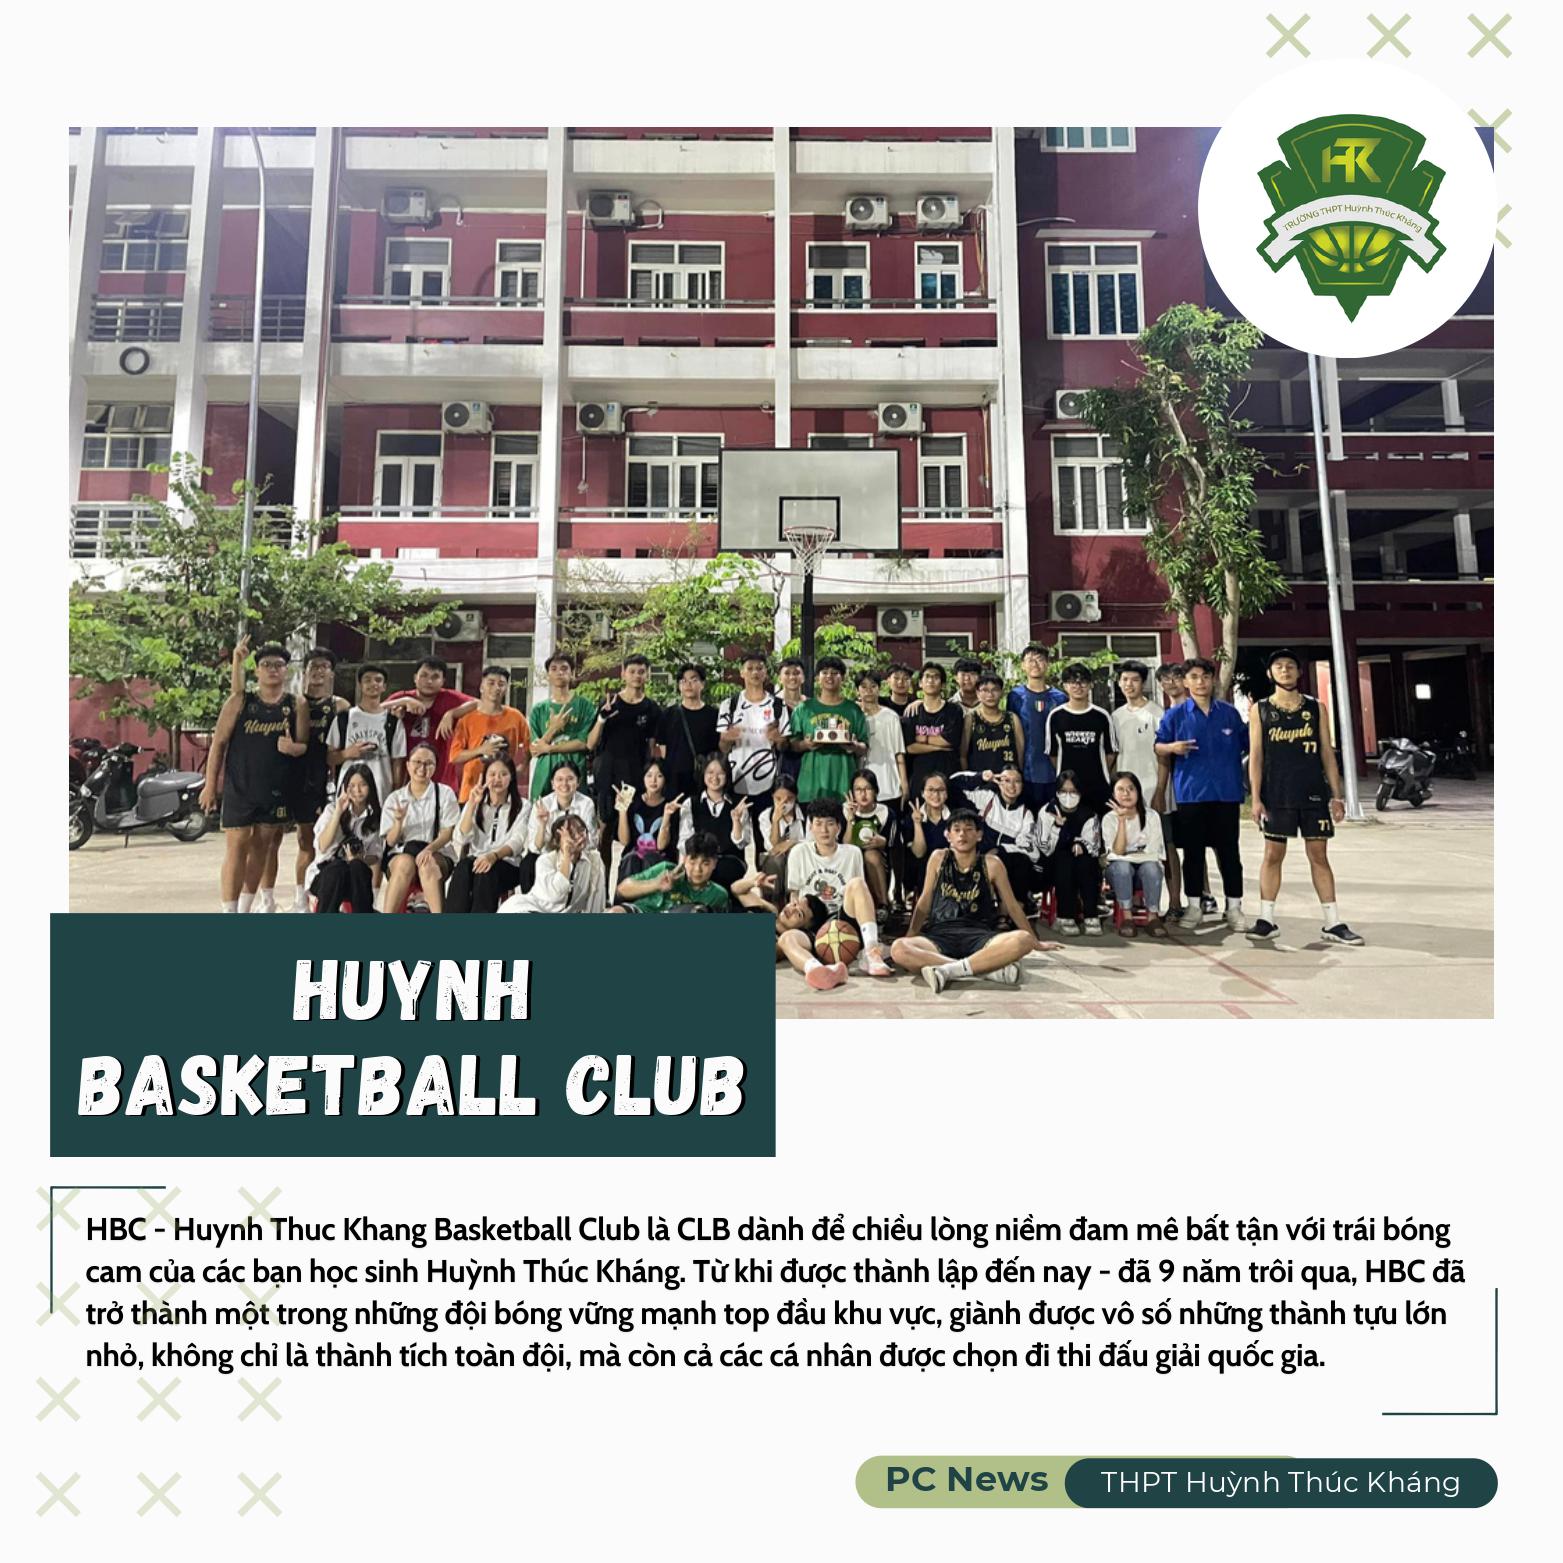 HTK
TRƯỜNG THPT Huỳnh Thúc Kháng
Huynh
Huynh
32
Huynh
77
77
WICKED
HEARTS
Huynh
HUYNH
BASKETBALL CLUB
HBC - Huynh Thuc Khang Basketball Club là CLB dành để chiều lòng niềm đam mê bất tận với trái bóng
cam của các bạn học sinh Huỳnh Thúc Kháng. Từ khi được thành lập đến nay - đã 9 năm trôi qua, HBC đã
trở thành một trong những đội bóng vững mạnh top đầu khu vực, giành được vô số những thành tựu lớn
nhỏ, không chỉ là thành tích toàn đội, mà còn cả các cá nhân được chọn đi thi đấu giải quốc gia.
PC News
THPT Huỳnh Thúc Kháng